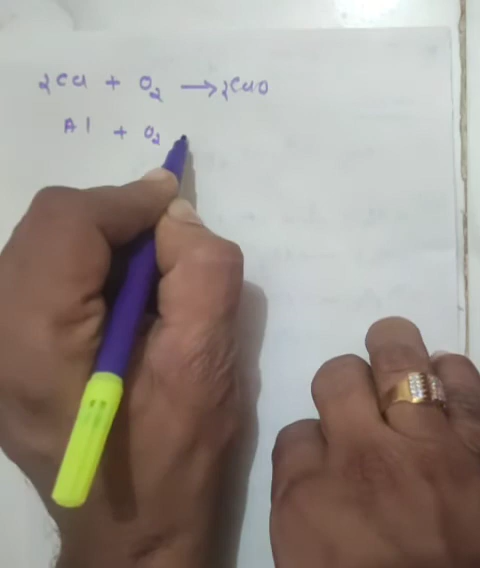 2Cu + O₂ → 2CuO
Al + O₂